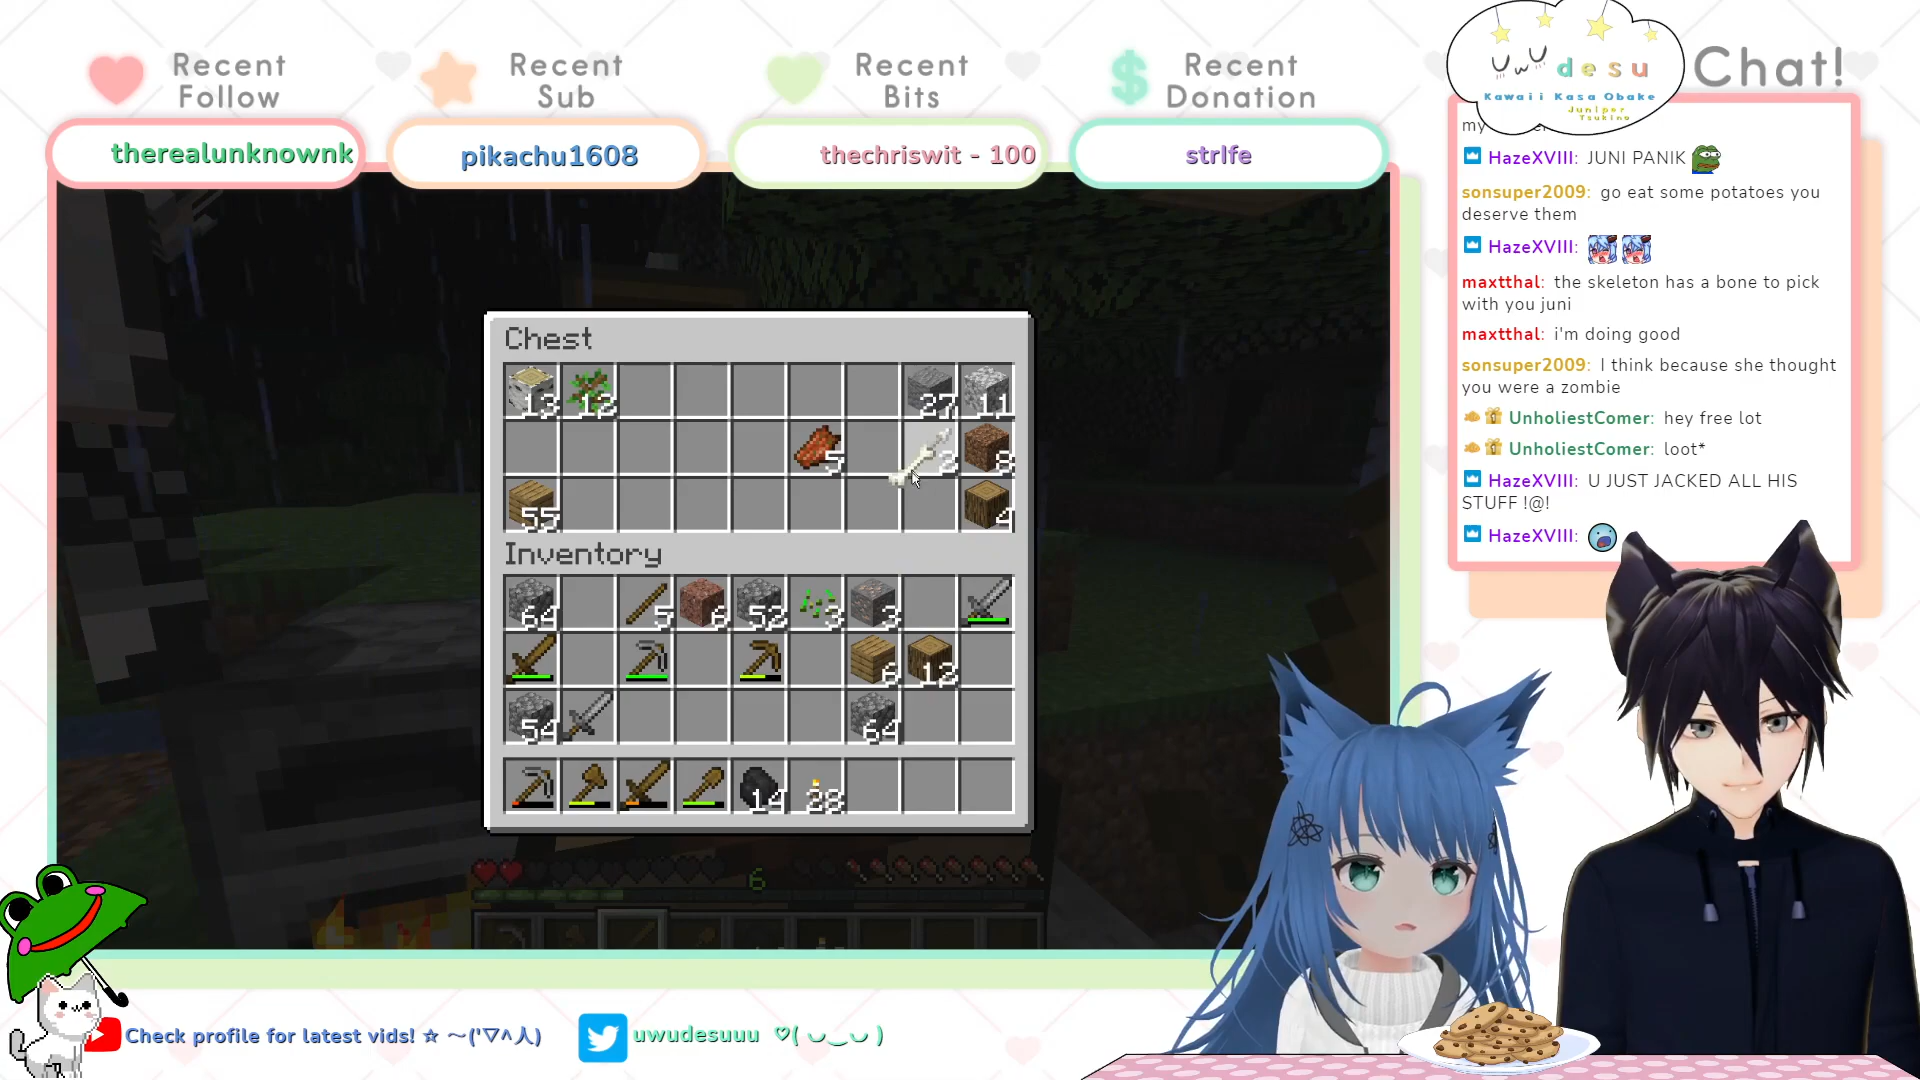 Recent
Follow
therealunknownk
Recent
Sub
pikachu1608
Recent
Bits
thechriswit - 100
Recent
Donation
strlfe
UwU desu
Kawaii Kasa Obake
Juniper
Tsukino
Chat!
my
HazeXVIII: JUNI PANIK
sonsuper2009: go eat some potatoes you
deserve them
HazeXVIII:
maxtthal: the skeleton has a bone to pick
with you juni
maxtthal: i'm doing good
sonsuper2009: I think because she thought
you were a zombie
UnholiestComer: hey free lot
UnholiestComer: loot*
HazeXVIII: U JUST JACKED ALL HIS
STUFF !@!
HazeXVIII:
Chest
13 12 27 11
5 2 8
55 4
Inventory
64 5 6 52 3 3
6 12
54 64
14 28
6
Check profile for latest vids! ☆ ～('▽^人)
uwudesuuu ♡( ◡‿◡ )